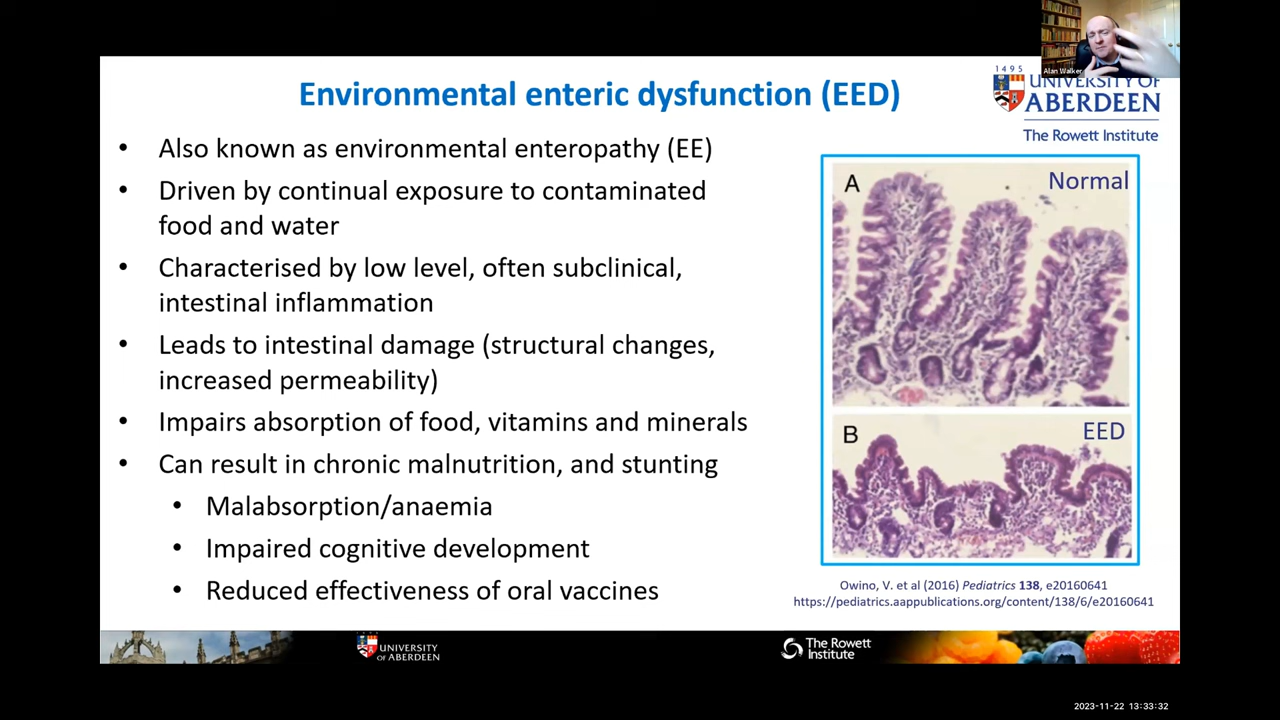 Alan Walker
Environmental enteric dysfunction (EED)
1495
UNIVERSITY OF
ABERDEEN
The Rowett Institute
• Also known as environmental enteropathy (EE)
• Driven by continual exposure to contaminated
food and water
• Characterised by low level, often subclinical,
intestinal inflammation
• Leads to intestinal damage (structural changes,
increased permeability)
• Impairs absorption of food, vitamins and minerals
• Can result in chronic malnutrition, and stunting
• Malabsorption/anaemia
• Impaired cognitive development
• Reduced effectiveness of oral vaccines
A Normal
B EED
Owino, V. et al (2016) Pediatrics 138, e20160641
https://pediatrics.aappublications.org/content/138/6/e20160641
UNIVERSITY
OF ABERDEEN
The Rowett
Institute
2023-11-22 13:33:32